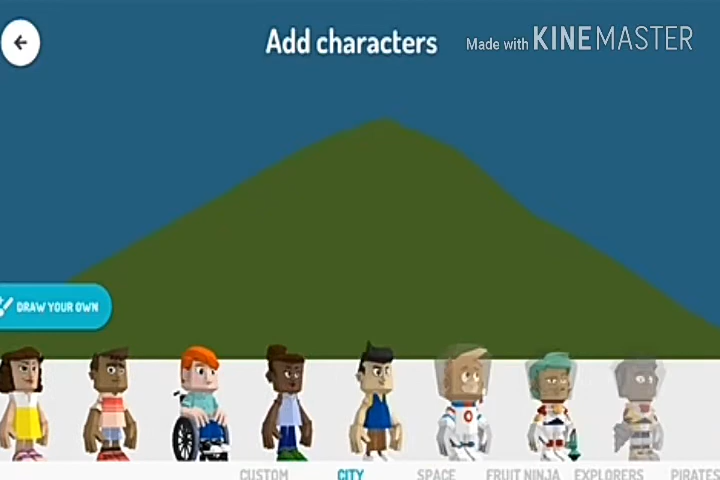 Add characters
Made with KINEMASTER
DRAW YOUR OWN
CUSTOM CITY SPACE FRUIT NINJA EXPLORERS PIRATES